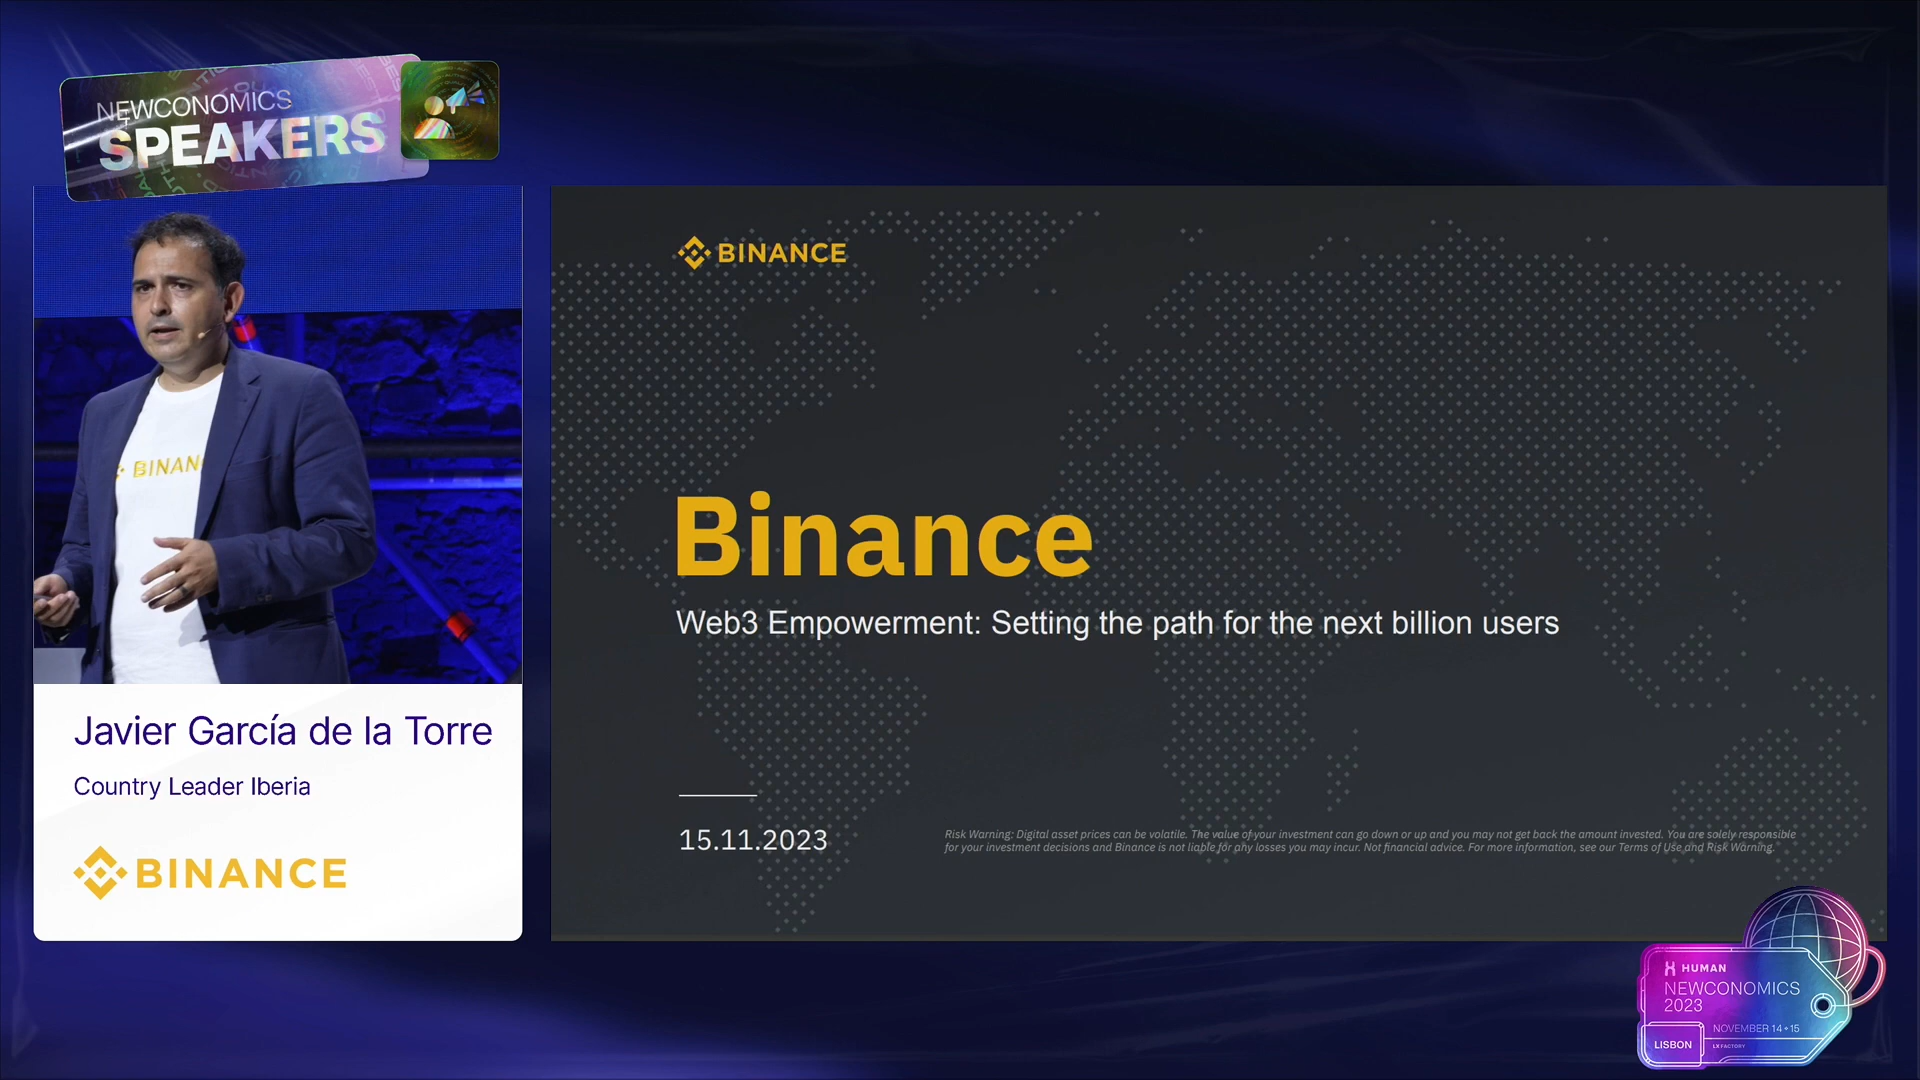 NEWCONOMICS
SPEAKERS
BINAN
Javier García de la Torre
Country Leader Iberia
BINANCE
BINANCE
Binance
Web3 Empowerment: Setting the path for the next billion users
15.11.2023
Risk Warning: Digital asset prices can be volatile. The value of your investment can go down or up and you may not get back the amount invested. You are solely responsible
for your investment decisions and Binance is not liable for any losses you may incur. Not financial advice. For more information, see our Terms of Use and Risk Warning.
HUMAN
NEWCONOMICS
2023
NOVEMBER 14+15
LISBON
LX FACTORY